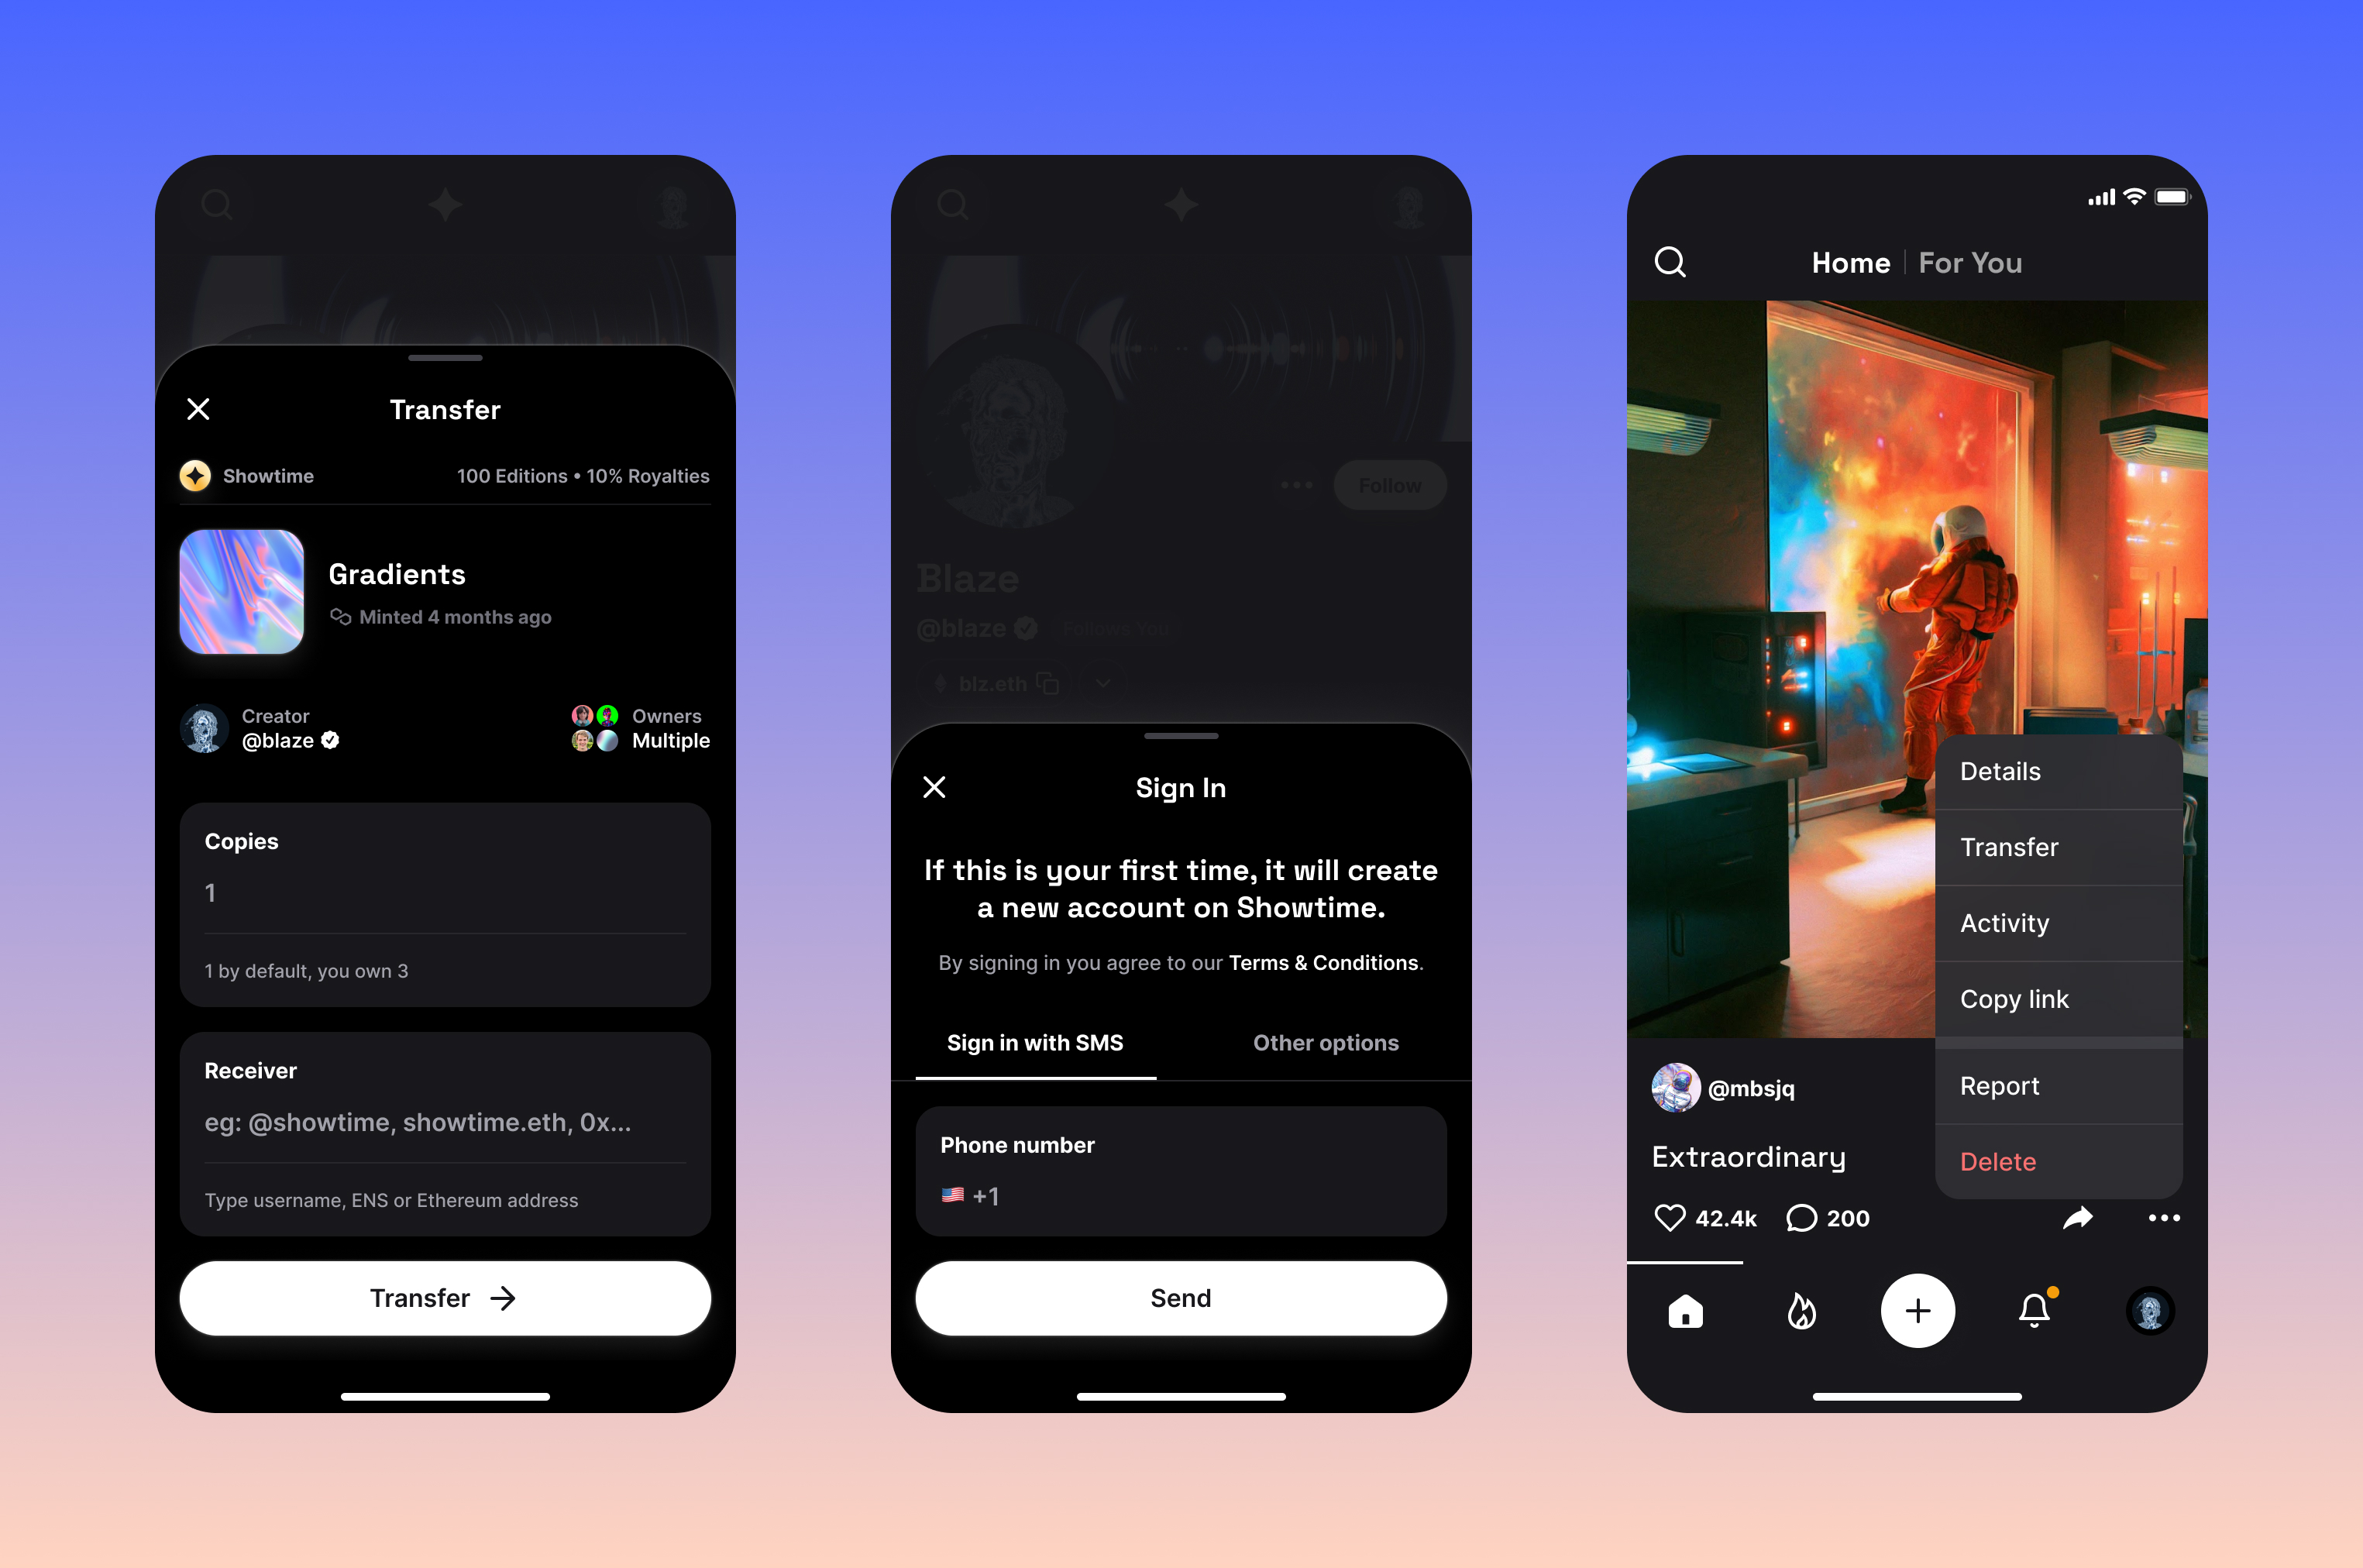 Transfer
Showtime
100 Editions • 10% Royalties
Gradients
Minted 4 months ago
Creator
@blaze
Owners
Multiple
Copies
1
1 by default, you own 3
Receiver
eg: @showtime, showtime.eth, 0x...
Type username, ENS or Ethereum address
Transfer
Follow
Blaze
@blaze
Follows You
blz.eth
Sign In
If this is your first time, it will create
a new account on Showtime.
By signing in you agree to our Terms & Conditions.
Sign in with SMS
Other options
Phone number
🇺🇸 +1
Send
Home
For You
Details
Transfer
Activity
Copy link
Report
Delete
@mbsjq
Extraordinary
42.4k
200